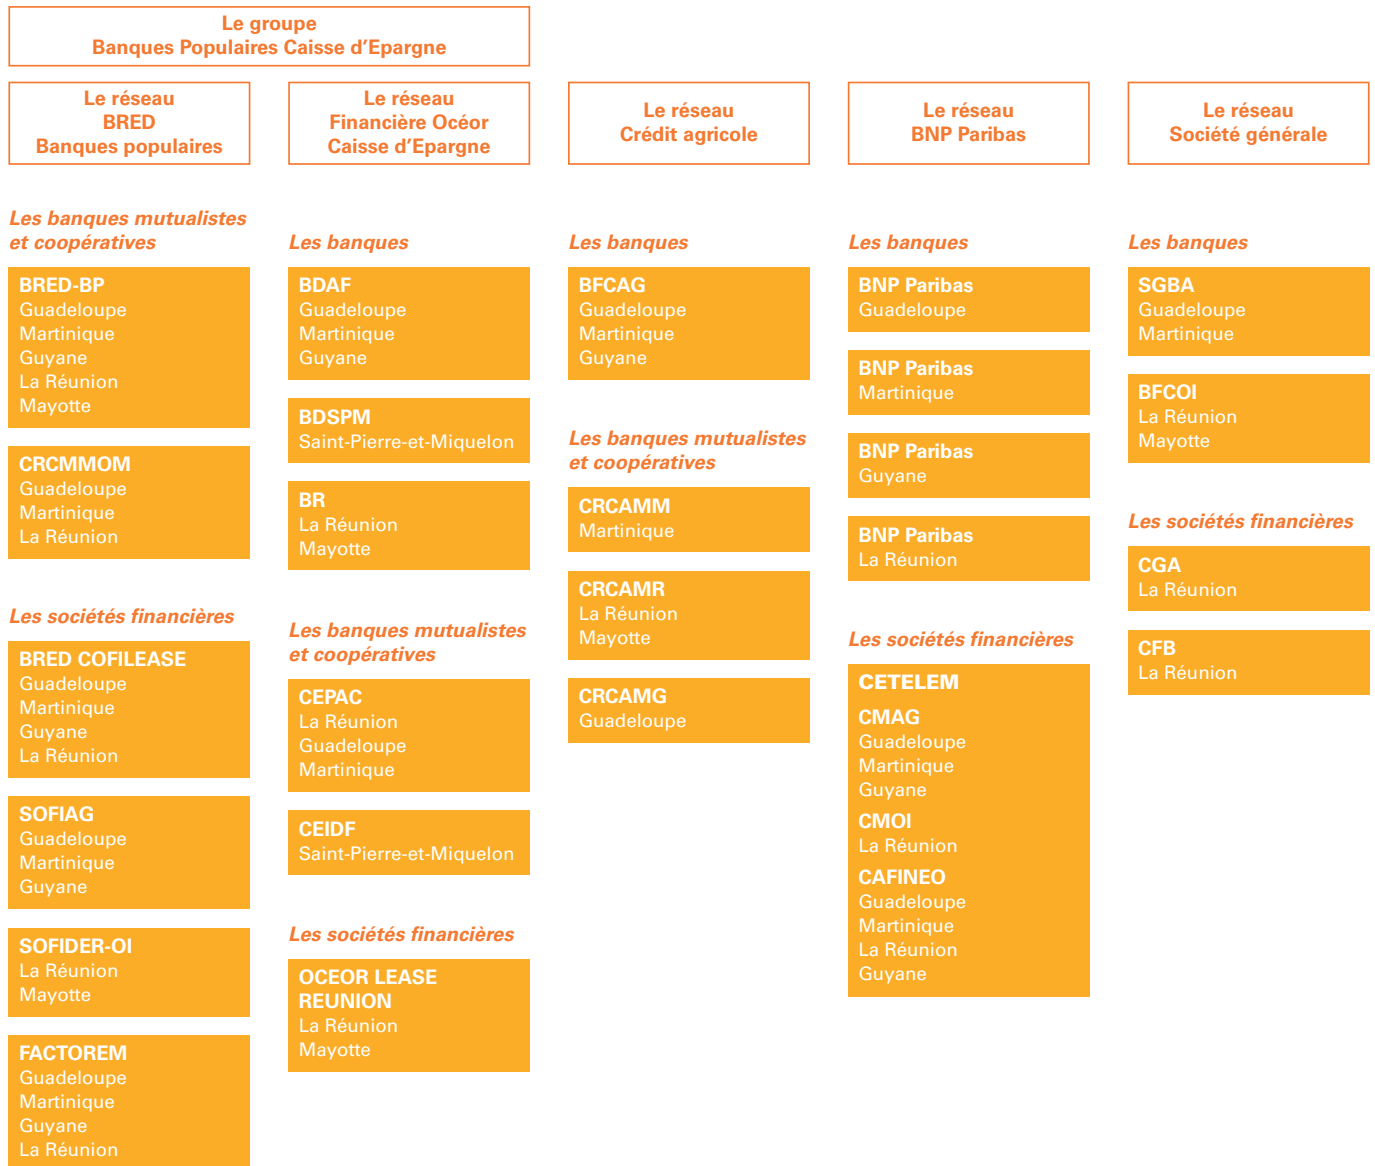 Le groupe
Banques Populaires Caisse d'Epargne
Le réseau
BRED
Banques populaires
Les banques mutualistes
et coopératives
BRED-BP
Guadeloupe
Martinique
Guyane
La Réunion
Mayotte
CRCMMOM
Guadeloupe
Martinique
La Réunion
Les sociétés financières
BRED COFILEASE
Guadeloupe
Martinique
Guyane
La Réunion
SOFIAG
Guadeloupe
Martinique
Guyane
SOFIDER-OI
La Réunion
Mayotte
FACTOREM
Guadeloupe
Martinique
Guyane
La Réunion
Le réseau
Financière Océor
Caisse d'Epargne
Les banques
BDAF
Guadeloupe
Martinique
Guyane
BDSPM
Saint-Pierre-et-Miquelon
BR
La Réunion
Mayotte
Les banques mutualistes
et coopératives
CEPAC
La Réunion
Guadeloupe
Martinique
CEIDF
Saint-Pierre-et-Miquelon
Les sociétés financières
OCEOR LEASE
REUNION
La Réunion
Mayotte
Le réseau
Crédit agricole
Les banques
BFCAG
Guadeloupe
Martinique
Guyane
Les banques mutualistes
et coopératives
CRCAMM
Martinique
CRCAMR
La Réunion
Mayotte
CRCAMG
Guadeloupe
Le réseau
BNP Paribas
Les banques
BNP Paribas
Guadeloupe
BNP Paribas
Martinique
BNP Paribas
Guyane
BNP Paribas
La Réunion
Les sociétés financières
CETELEM
CMAG
Guadeloupe
Martinique
Guyane
CMOI
La Réunion
CAFINEO
Guadeloupe
Martinique
La Réunion
Guyane
Le réseau
Société générale
Les banques
SGBA
Guadeloupe
Martinique
BFCOI
La Réunion
Mayotte
Les sociétés financières
CGA
La Réunion
CFB
La Réunion